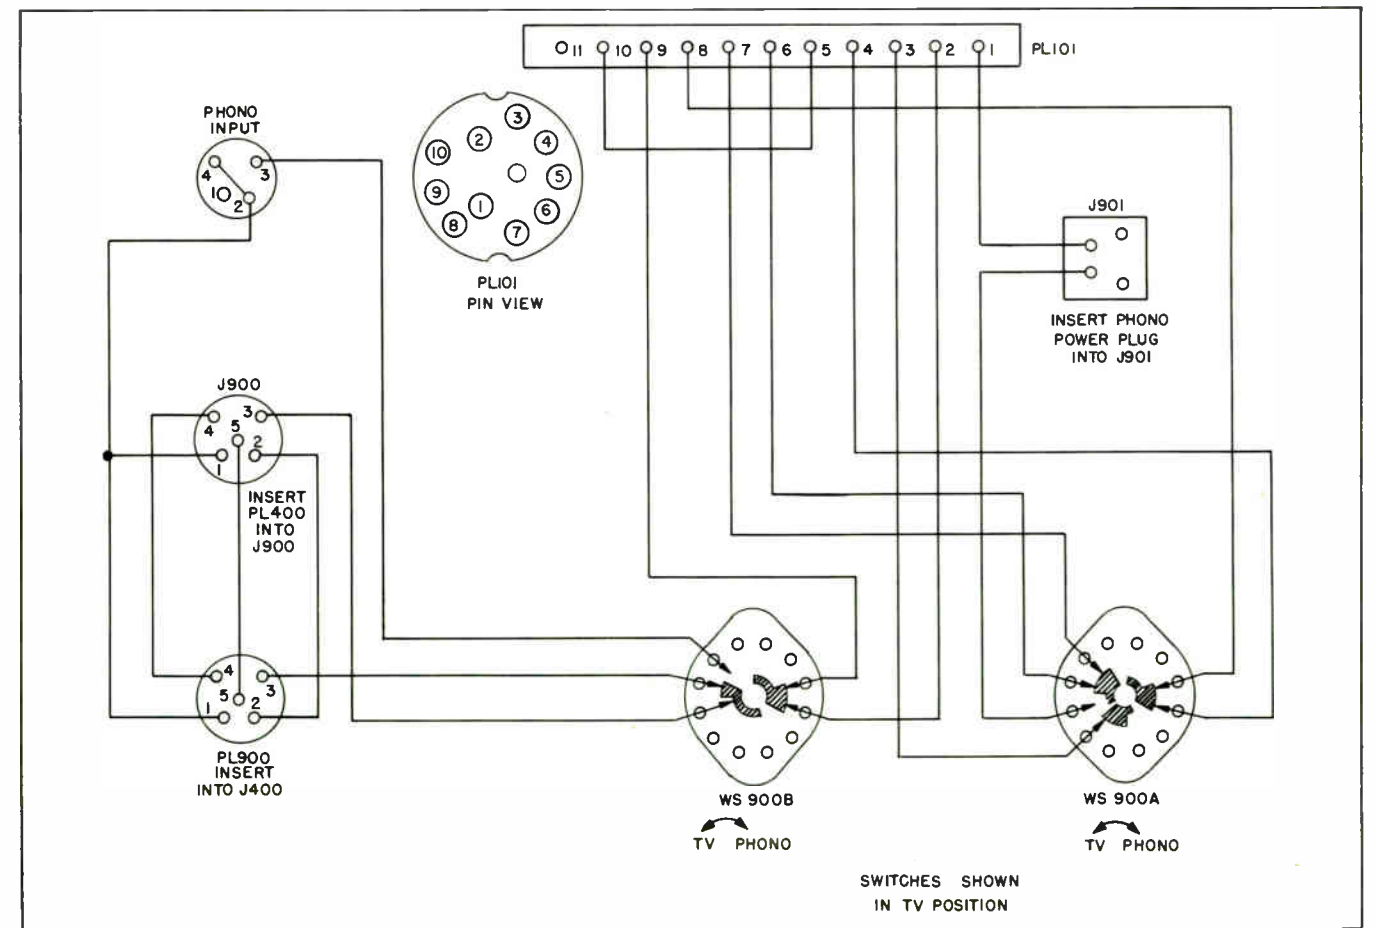 11 10 9 8 7 6 5 4 3 2 1 PL101
PHONO
INPUT
4 3
1 2
3
2 4
10
5
9
1 6
8
7
PL101
PIN VIEW
J901
INSERT PHONO
POWER PLUG
INTO J901
J900
3
4 5
2
1
INSERT
PL400
INTO
J900
4
3
5
1 2
PL900
INSERT
INTO J400
WS 900B
TV PHONO
WS 900A
TV PHONO
SWITCHES SHOWN
IN TV POSITION